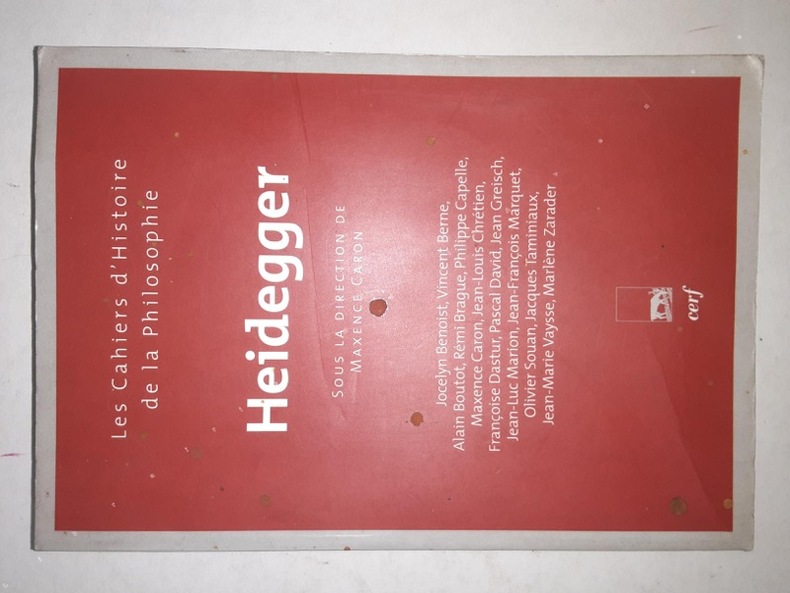 Les Cahiers d'Histoire
de la Philosophie
Heidegger
SOUS LA DIRECTION DE
MAXENCE CARON
Jocelyn Benoist, Vincent Berne,
Alain Boutot, Rémi Brague, Philippe Capelle,
Maxence Caron, Jean-Louis Chrétien,
Françoise Dastur, Pascal David, Jean Greisch,
Jean-Luc Marion, Jean-François Marquet,
Olivier Souan, Jacques Taminiaux,
Jean-Marie Vaysse, Marlène Zarader
cerf